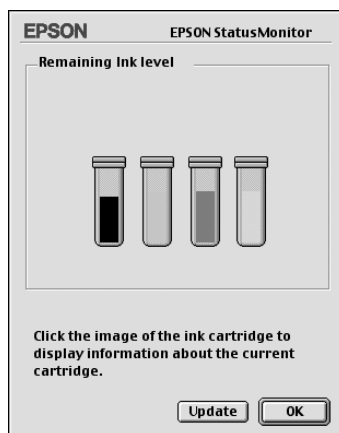 EPSON
EPSON StatusMonitor
Remaining Ink level
Click the image of the ink cartridge to
display information about the current
cartridge.
Update
OK